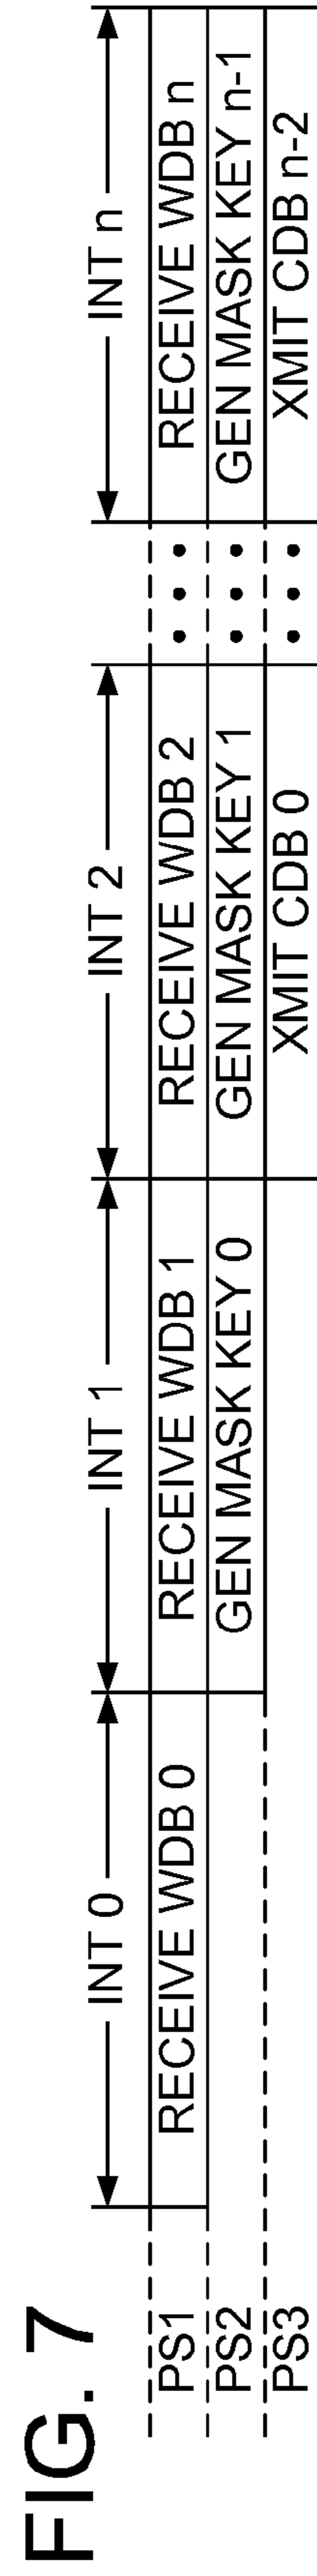 FIG. 7
INT 0 INT 1 INT 2 INT n
PS1 RECEIVE WDB 0 RECEIVE WDB 1 RECEIVE WDB 2 • • • RECEIVE WDB n
PS2 GEN MASK KEY 0 GEN MASK KEY 1 • • • GEN MASK KEY n-1
PS3 XMIT CDB 0 • • • XMIT CDB n-2